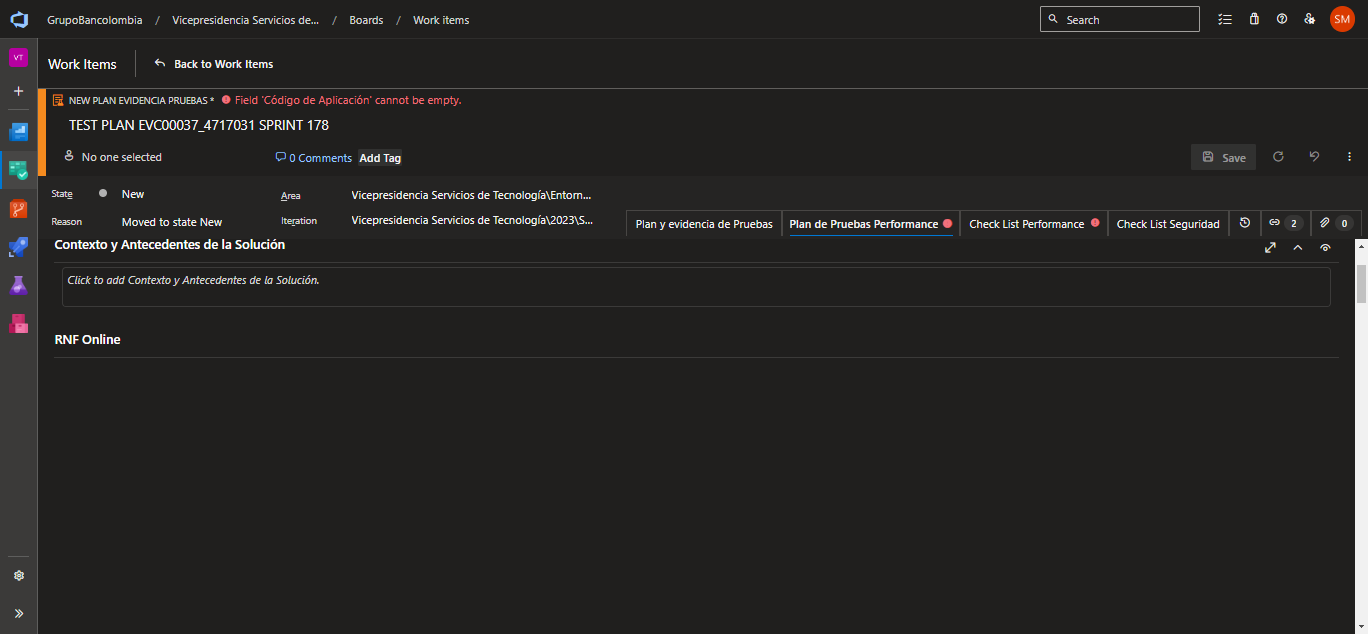 GrupoBancolombia / Vicepresidencia Servicios de... / Boards / Work items
Search
SM
VT
Work Items
Back to Work Items
NEW PLAN EVIDENCIA PRUEBAS * Field 'Código de Aplicación' cannot be empty.
TEST PLAN EVC00037_4717031 SPRINT 178
No one selected
0 Comments
Add Tag
Save
State
New
Area
Vicepresidencia Servicios de Tecnología\Entorn...
Reason
Moved to state New
Iteration
Vicepresidencia Servicios de Tecnología\2023\S...
Plan y evidencia de Pruebas
Plan de Pruebas Performance
Check List Performance
Check List Seguridad
2
0
Contexto y Antecedentes de la Solución
Click to add Contexto y Antecedentes de la Solución.
RNF Online